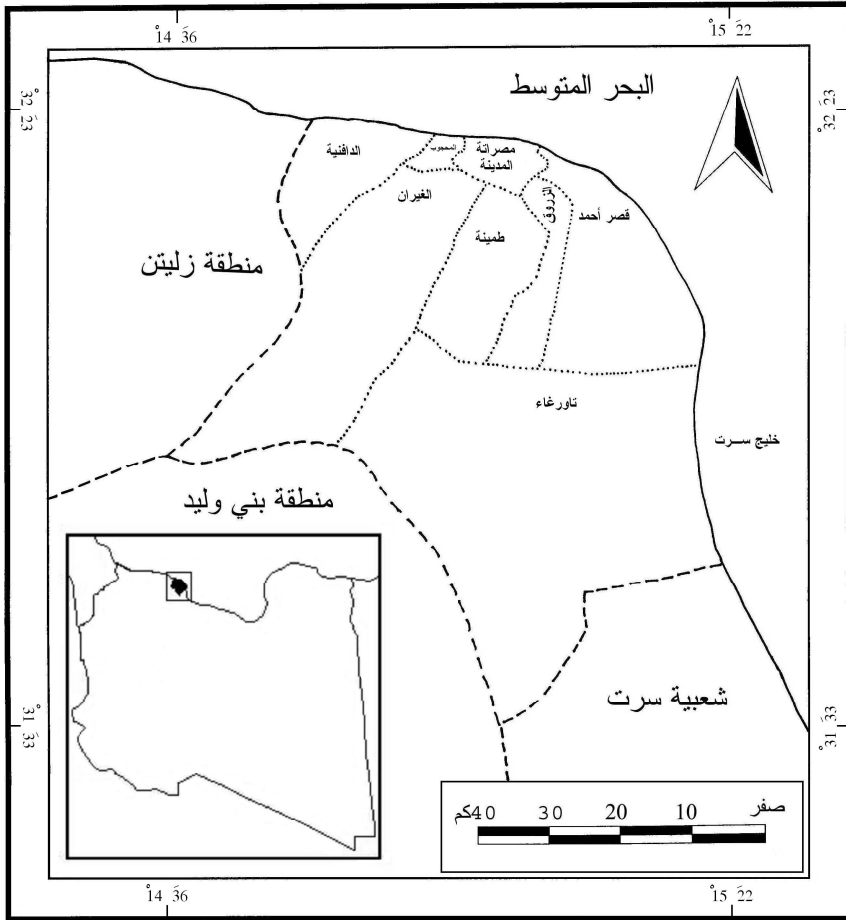 14° 36′
15° 22′
32° 23′
32° 23′
البحر المتوسط
مصراتة
المدينة
المحجوب
الدافنية
الغيران
الزروق
قصر أحمد
طمينة
منطقة زليتن
تاورغاء
خليج سرت
منطقة بني وليد
شعبية سرت
31° 33′
31° 33′
صفر 10 20 30 40كم
14° 36′
15° 22′